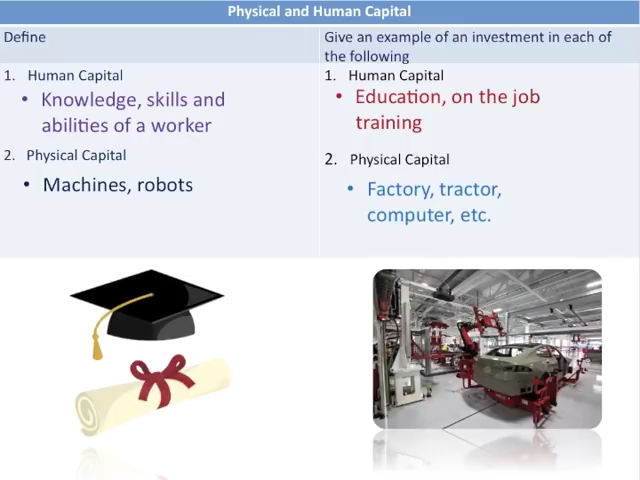 Physical and Human Capital
Define
1. Human Capital
• Knowledge, skills and
abilities of a worker
2. Physical Capital
• Machines, robots
Give an example of an investment in each of
the following
1. Human Capital
• Education, on the job
training
2. Physical Capital
• Factory, tractor,
computer, etc.